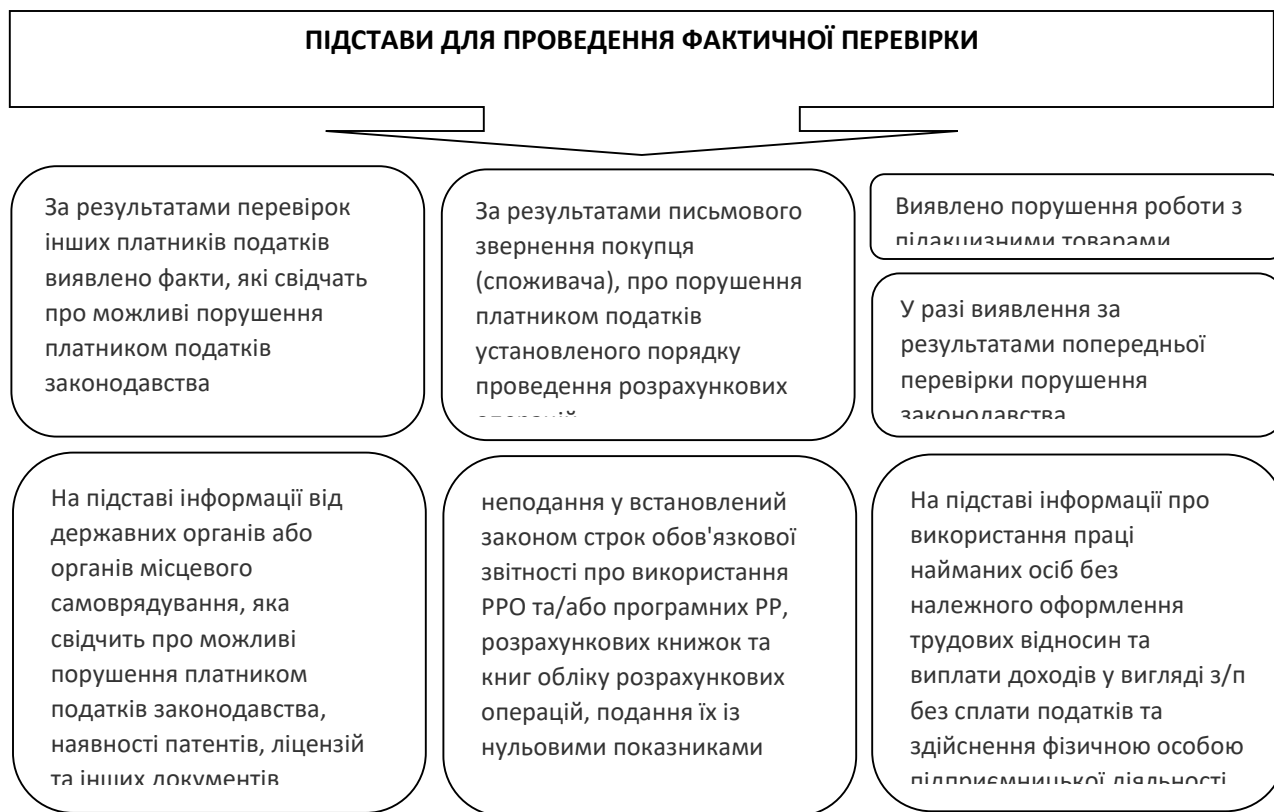 ПІДСТАВИ ДЛЯ ПРОВЕДЕННЯ ФАКТИЧНОЇ ПЕРЕВІРКИ
За результатами перевірок
інших платників податків
виявлено факти, які свідчать
про можливі порушення
платником податків
законодавства
За результатами письмового
звернення покупця
(споживача), про порушення
платником податків
установленого порядку
проведення розрахункових
операцій
Виявлено порушення роботи з
підакцизними товарами
У разі виявлення за
результатами попередньої
перевірки порушення
законодавства
На підставі інформації від
державних органів або
органів місцевого
самоврядування, яка
свідчить про можливі
порушення платником
податків законодавства,
наявності патентів, ліцензій
та інших документів
неподання у встановлений
законом строк обов'язкової
звітності про використання
РРО та/або програмних РР,
розрахункових книжок та
книг обліку розрахункових
операцій, подання їх із
нульовими показниками
На підставі інформації про
використання праці
найманих осіб без
належного оформлення
трудових відносин та
виплати доходів у вигляді з/п
без сплати податків та
здійснення фізичною особою
підприємницької діяльності